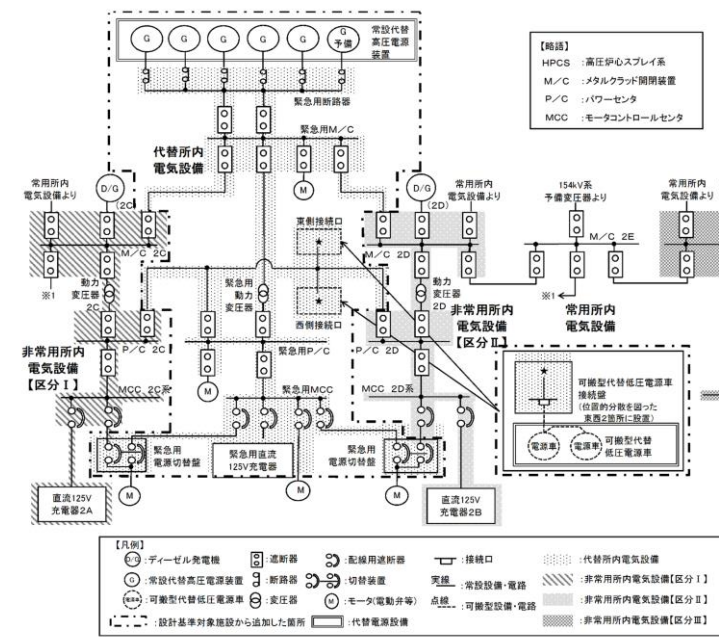 G G G G G G
予備
常設代替
高圧電源
装置
【略語】
HPCS :高圧炉心スプレイ系
M/C :メタルクラッド開閉装置
P/C :パワーセンタ
MCC :モータコントロールセンタ
緊急用断路器
緊急用M/C
代替所内
電気設備
常用所内
電気設備より
D/G
(2C)
M
D/G
(2D)
常用所内
電気設備より
154kV系
予備変圧器より
常用所内
電気設備より
東側接続口
M/C 2C
M/C 2D
M/C 2E
※1
動力
変圧器
2C
緊急用
動力
変圧器
西側接続口
動力
変圧器
2D
非常用所内
電気設備
【区分Ⅱ】
※1
常用所内
電気設備
非常用所内
電気設備
【区分Ⅰ】
P/C 2C
M
緊急用P/C
P/C 2D
MCC 2C系
緊急用MCC
MCC 2D系
可搬型代替低圧電源車
接続盤
(位置的分散を図った
東西2箇所に設置)
電源車
電源車
可搬型代替
低圧電源車
緊急用
電源切替盤
緊急用直流
125V充電器
緊急用
電源切替盤
M
M
M
直流125V
充電器2A
直流125V
充電器2B
【凡例】
D/G :ディーゼル発電機
:遮断器
:配線用遮断器
:接続口
:代替所内電気設備
G :常設代替高圧電源装置
:断路器
:切替装置
実線 :常設設備・電路
:非常用所内電気設備【区分Ⅰ】
電源車 :可搬型代替低圧電源車
:変圧器
M :モータ(電動弁等)
点線 :可搬型設備・電路
:非常用所内電気設備【区分Ⅱ】
:設計基準対象施設から追加した箇所
:代替電源設備
:非常用所内電気設備【区分Ⅲ】